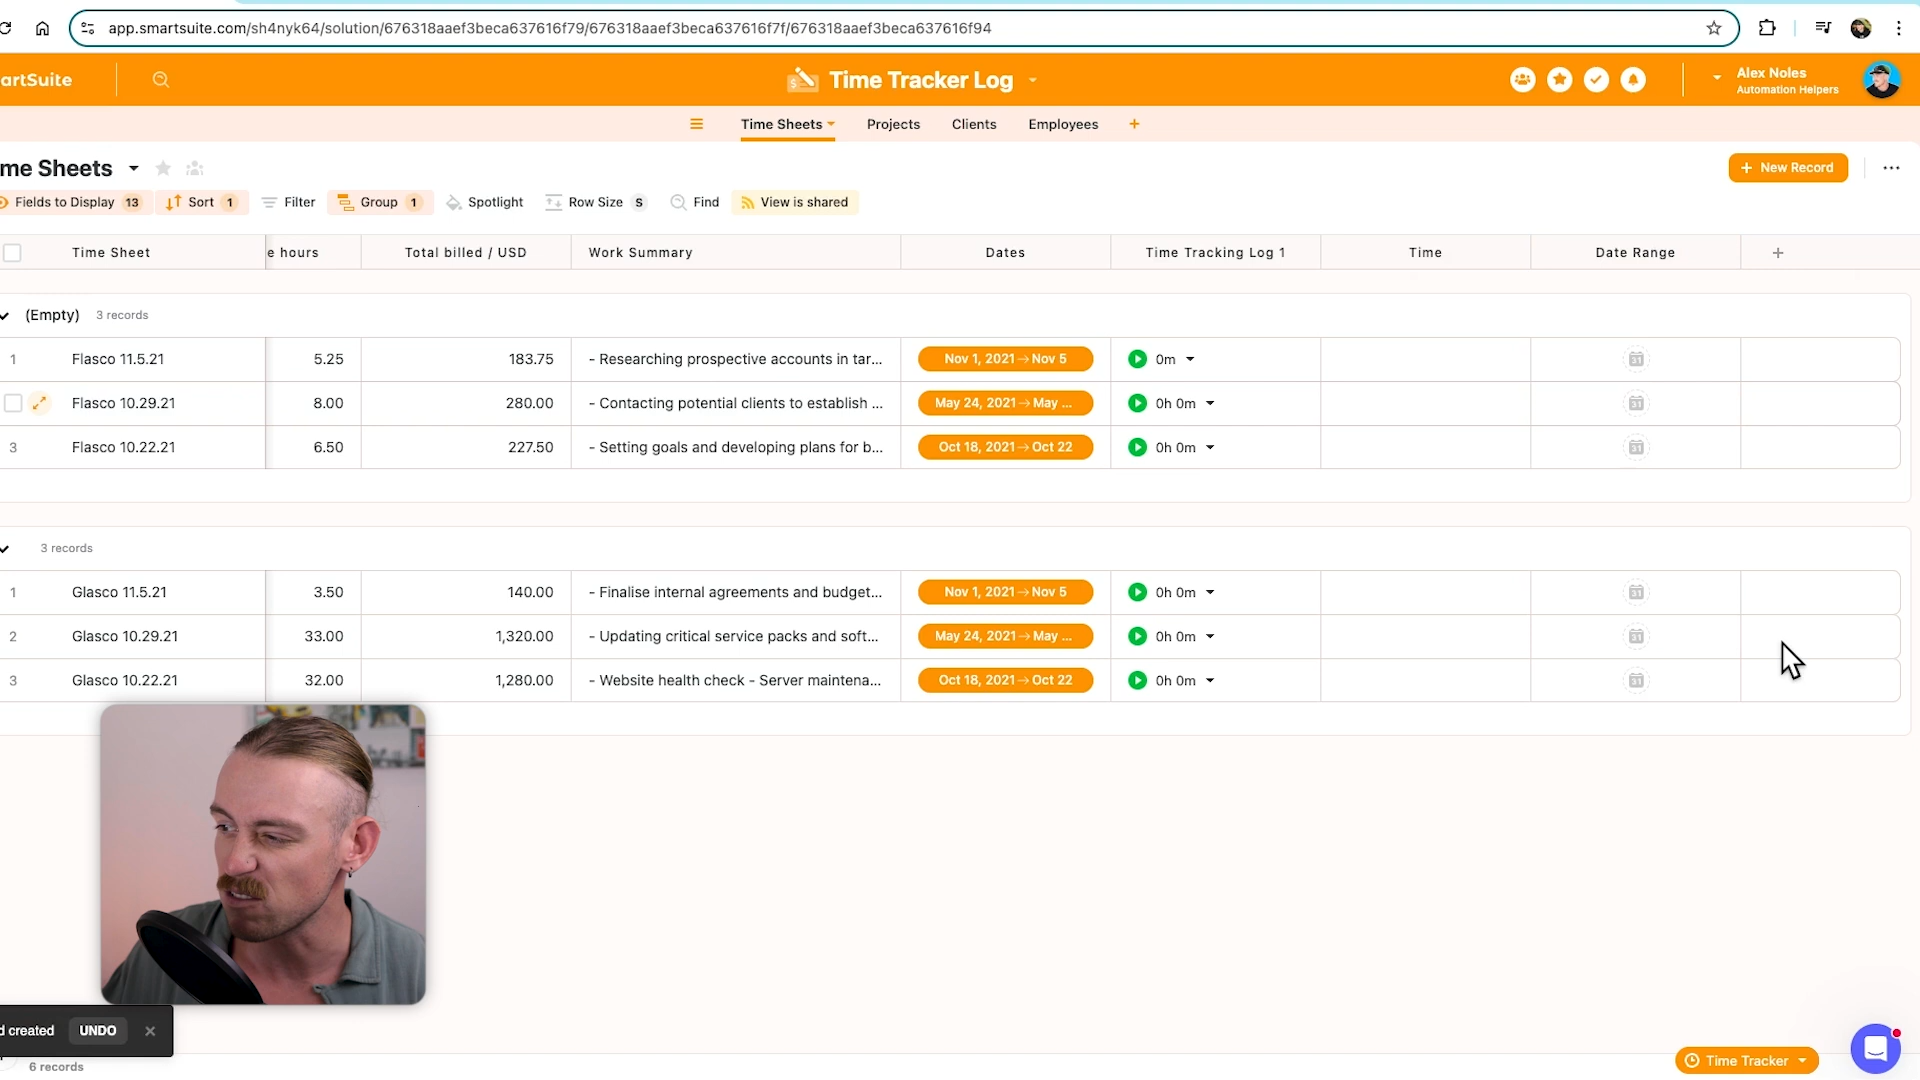 app.smartsuite.com/sh4nyk64/solution/676318aaef3beca637616f79/676318aaef3beca637616f7f/676318aaef3beca637616f94
artSuite
Time Tracker Log
Alex Noles
Automation Helpers
Time Sheets
Projects
Clients
Employees
me Sheets
New Record
Fields to Display 13
Sort 1
Filter
Group 1
Spotlight
Row Size S
Find
View is shared
Time Sheet
e hours
Total billed / USD
Work Summary
Dates
Time Tracking Log 1
Time
Date Range
(Empty) 3 records
1 Flasco 11.5.21 5.25 183.75 - Researching prospective accounts in tar... Nov 1, 2021→Nov 5 0m 31
Flasco 10.29.21 8.00 280.00 - Contacting potential clients to establish ... May 24, 2021→May ... 0h 0m 31
3 Flasco 10.22.21 6.50 227.50 - Setting goals and developing plans for b... Oct 18, 2021→Oct 22 0h 0m 31
3 records
1 Glasco 11.5.21 3.50 140.00 - Finalise internal agreements and budget... Nov 1, 2021→Nov 5 0h 0m 31
2 Glasco 10.29.21 33.00 1,320.00 - Updating critical service packs and soft... May 24, 2021→May ... 0h 0m 31
3 Glasco 10.22.21 32.00 1,280.00 - Website health check - Server maintena... Oct 18, 2021→Oct 22 0h 0m 31
d created UNDO
6 records
Time Tracker